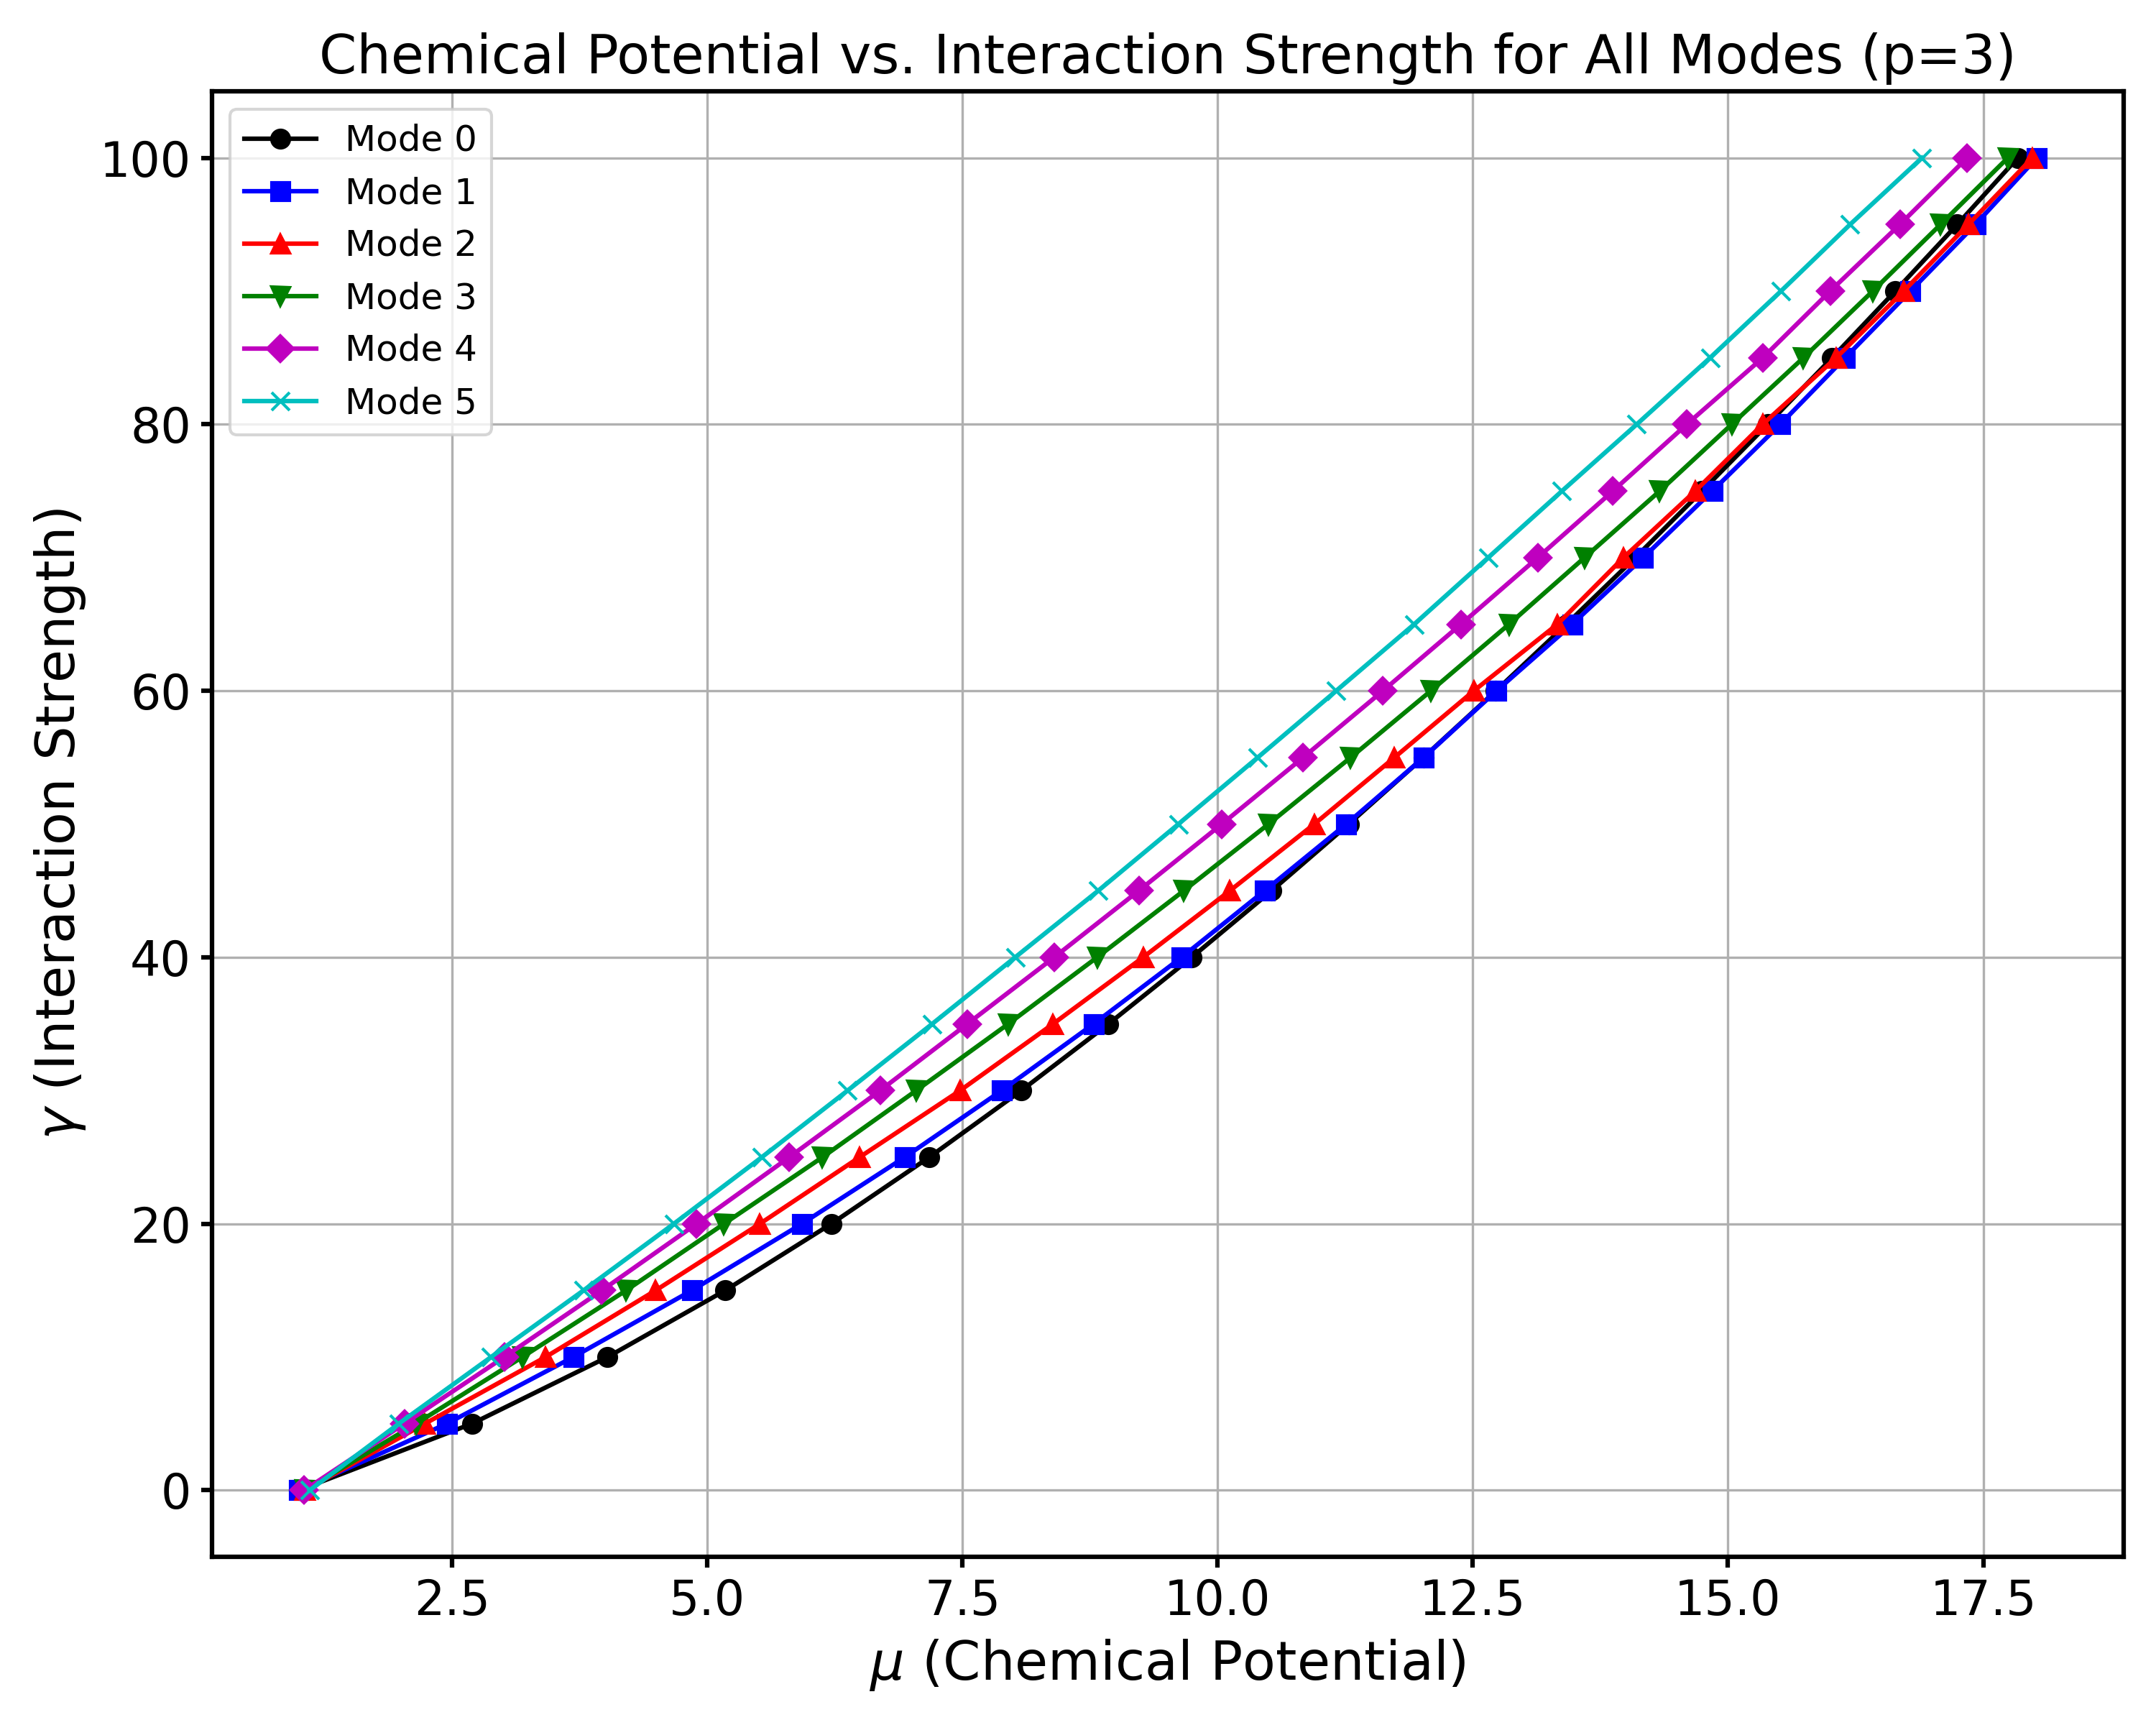 Chemical Potential vs. Interaction Strength for All Modes (p=3)
Mode 0
Mode 1
Mode 2
Mode 3
Mode 4
Mode 5
γ (Interaction Strength)
100
80
60
40
20
0
2.5 5.0 7.5 10.0 12.5 15.0 17.5
μ (Chemical Potential)